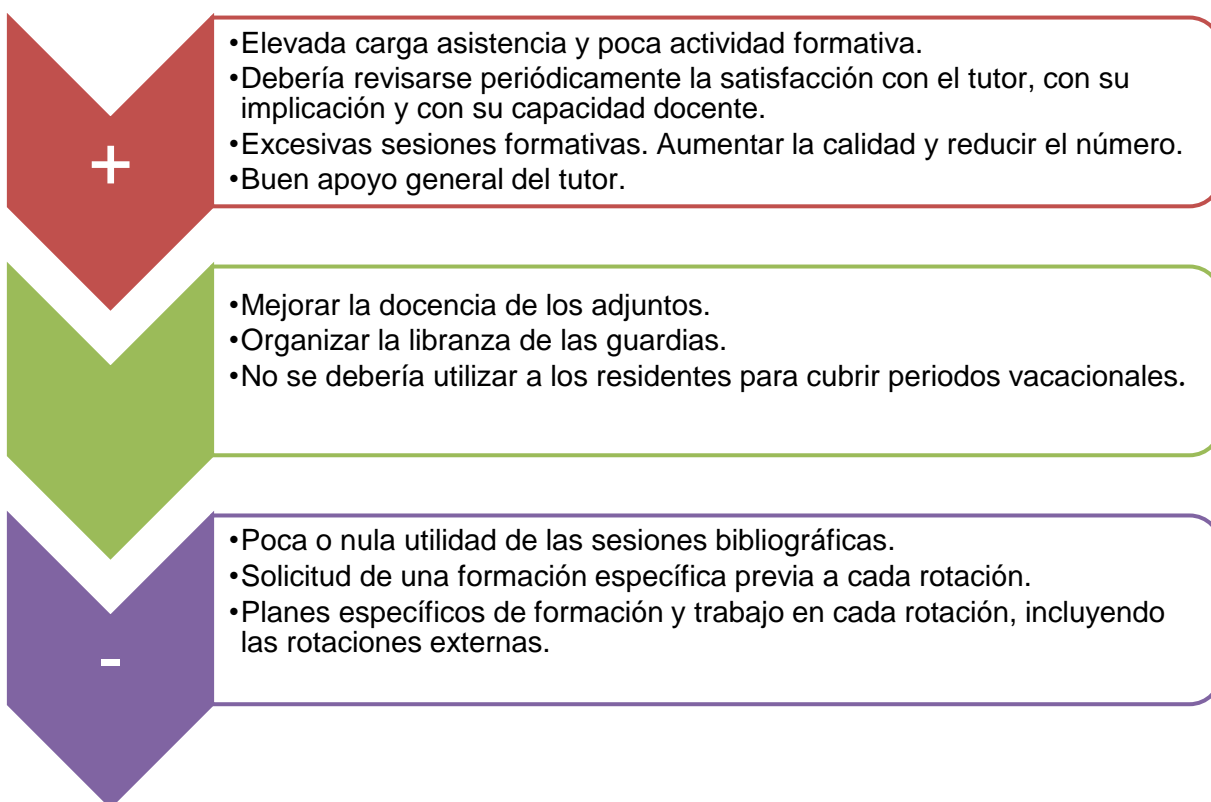 +
•Elevada carga asistencia y poca actividad formativa.
•Debería revisarse periódicamente la satisfacción con el tutor, con su
implicación y con su capacidad docente.
•Excesivas sesiones formativas. Aumentar la calidad y reducir el número.
•Buen apoyo general del tutor.
•Mejorar la docencia de los adjuntos.
•Organizar la libranza de las guardias.
•No se debería utilizar a los residentes para cubrir periodos vacacionales.
-
•Poca o nula utilidad de las sesiones bibliográficas.
•Solicitud de una formación específica previa a cada rotación.
•Planes específicos de formación y trabajo en cada rotación, incluyendo
las rotaciones externas.